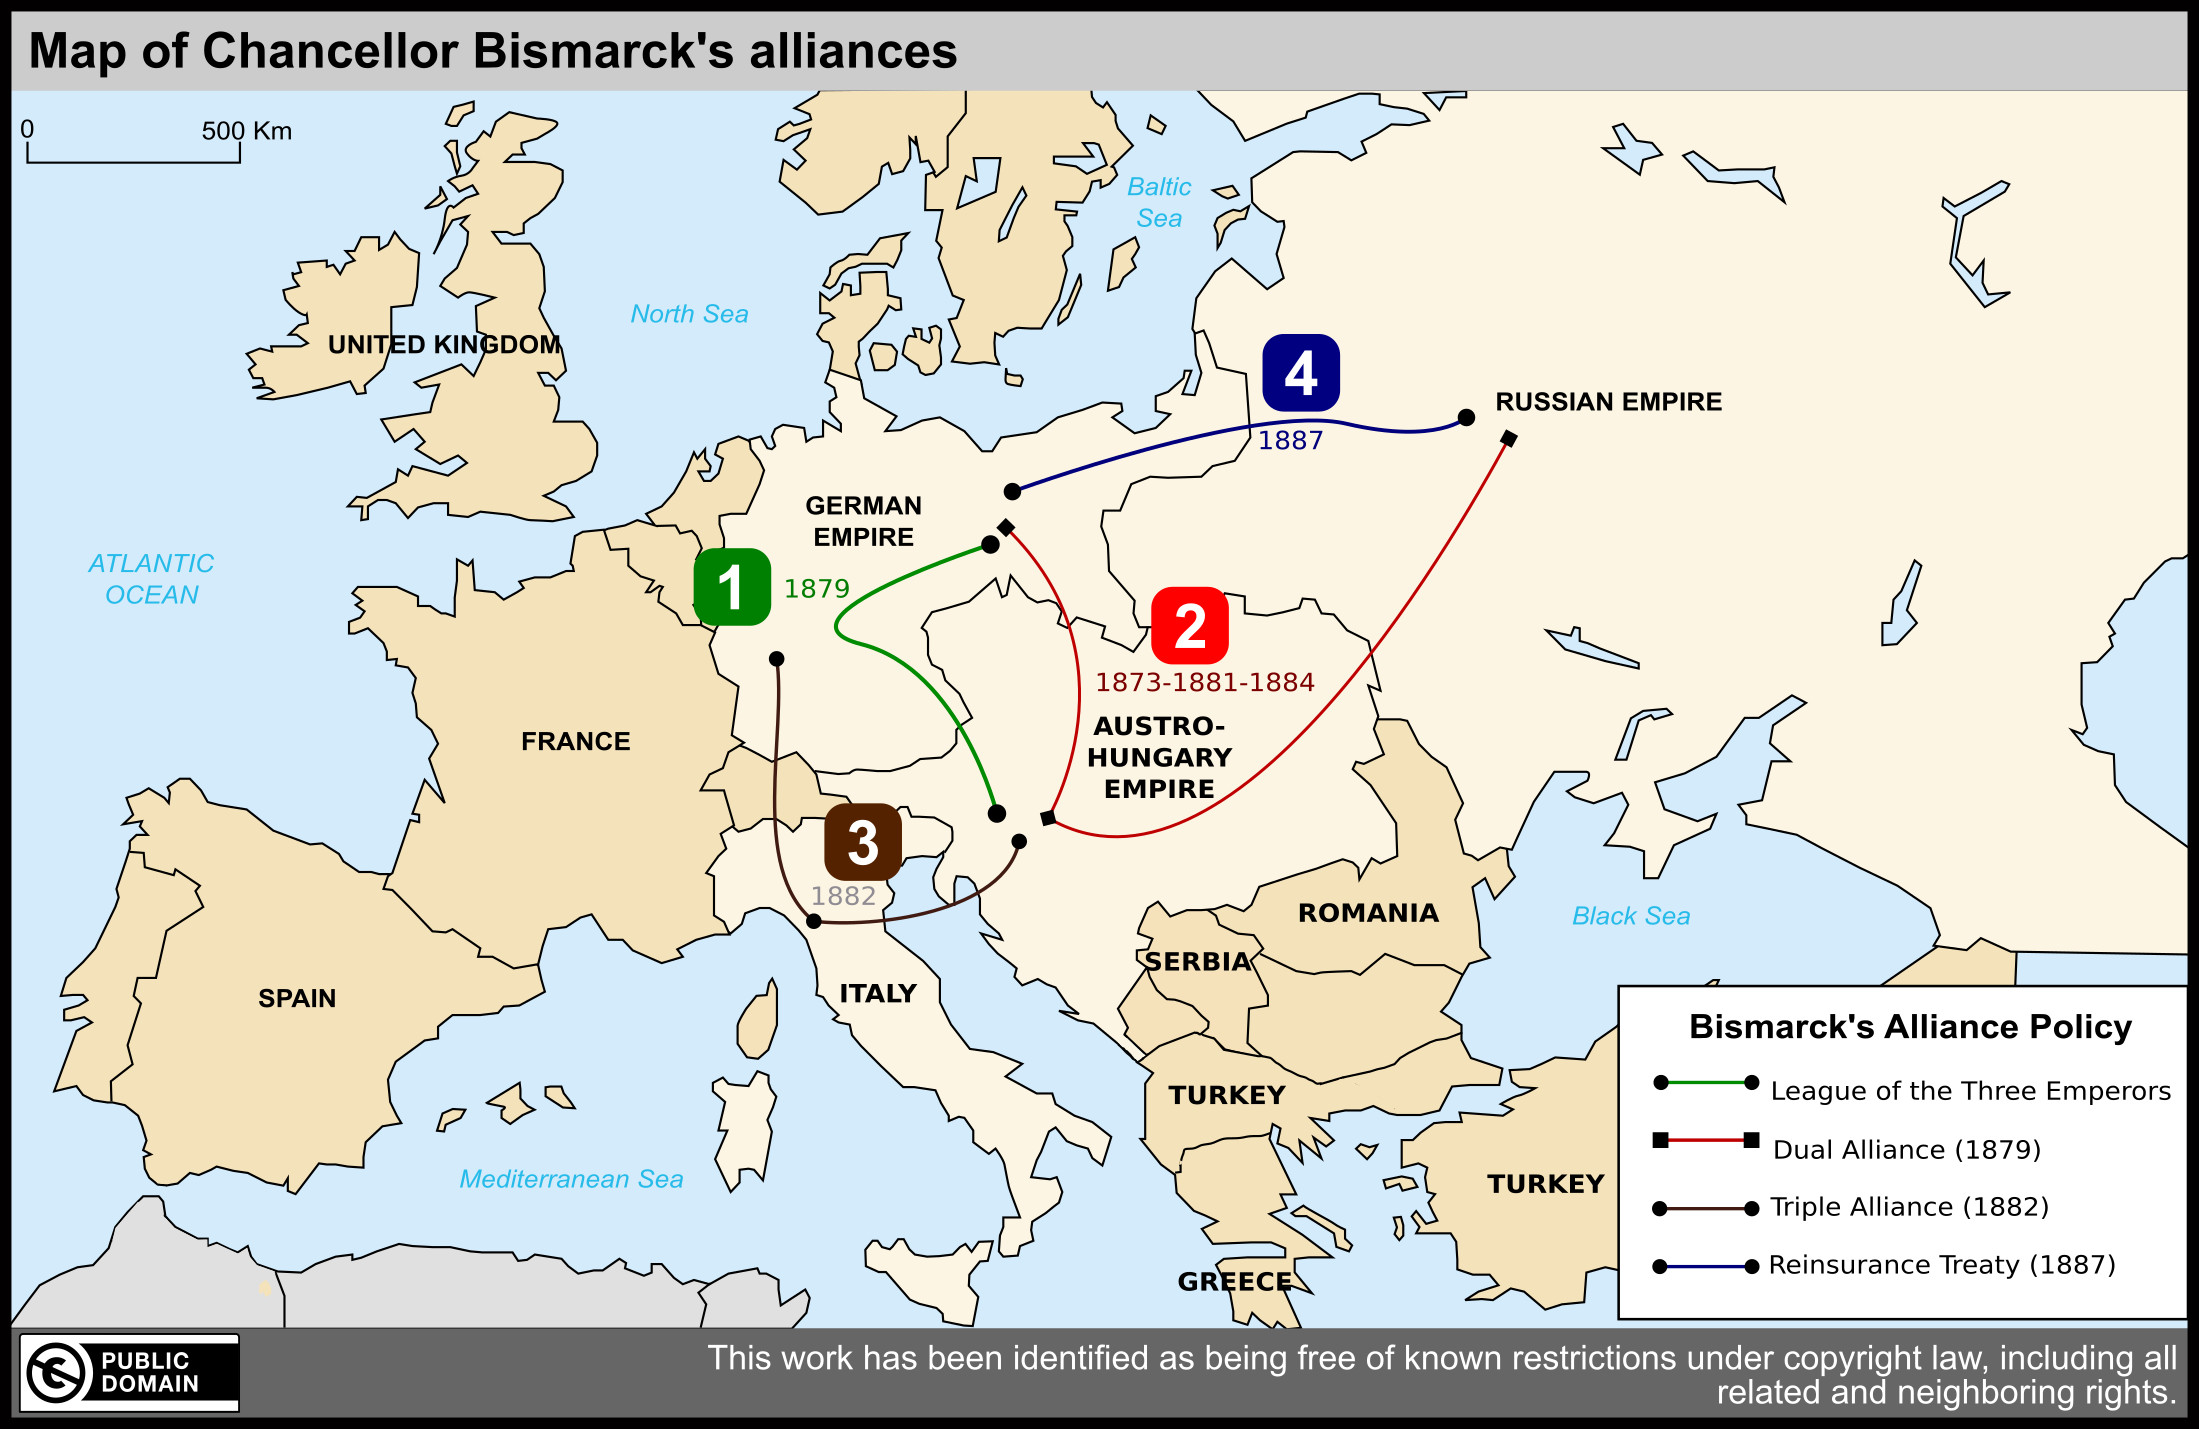 Map of Chancellor Bismarck's alliances
0
500 Km
Baltic
Sea
North Sea
UNITED KINGDOM
4
1887
RUSSIAN EMPIRE
GERMAN
EMPIRE
ATLANTIC
OCEAN
1
1879
2
1873-1881-1884
AUSTRO-
HUNGARY
EMPIRE
FRANCE
3
1882
ROMANIA
Black Sea
SERBIA
ITALY
SPAIN
TURKEY
Mediterranean Sea
TURKEY
GREECE
Bismarck's Alliance Policy
League of the Three Emperors
Dual Alliance (1879)
Triple Alliance (1882)
Reinsurance Treaty (1887)
PUBLIC
DOMAIN
This work has been identified as being free of known restrictions under copyright law, including all
related and neighboring rights.